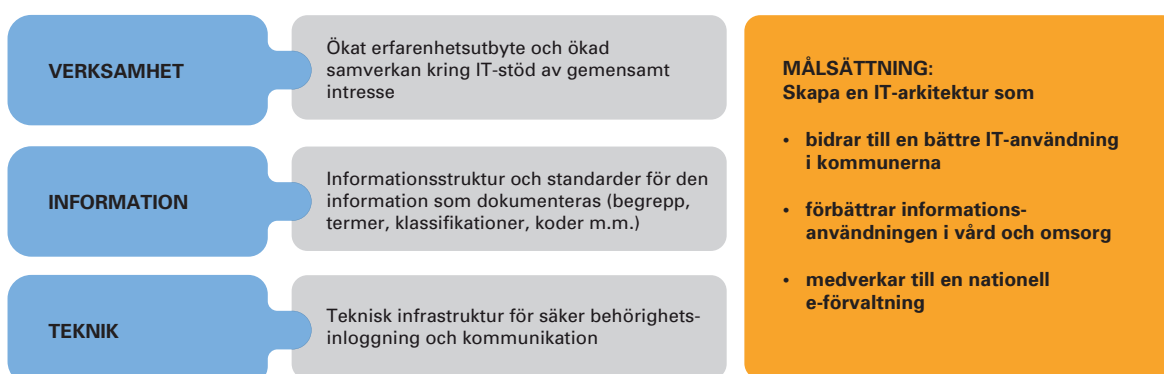 VERKSAMHET
Ökat erfarenhetsutbyte och ökad
samverkan kring IT-stöd av gemensamt
intresse
INFORMATION
Informationsstruktur och standarder för den
information som dokumenteras (begrepp,
termer, klassifikationer, koder m.m.)
TEKNIK
Teknisk infrastruktur för säker behörighets-
inloggning och kommunikation
MÅLSÄTTNING:
Skapa en IT-arkitektur som
• bidrar till en bättre IT-användning
i kommunerna
• förbättrar informations-
användningen i vård och omsorg
• medverkar till en nationell
e-förvaltning